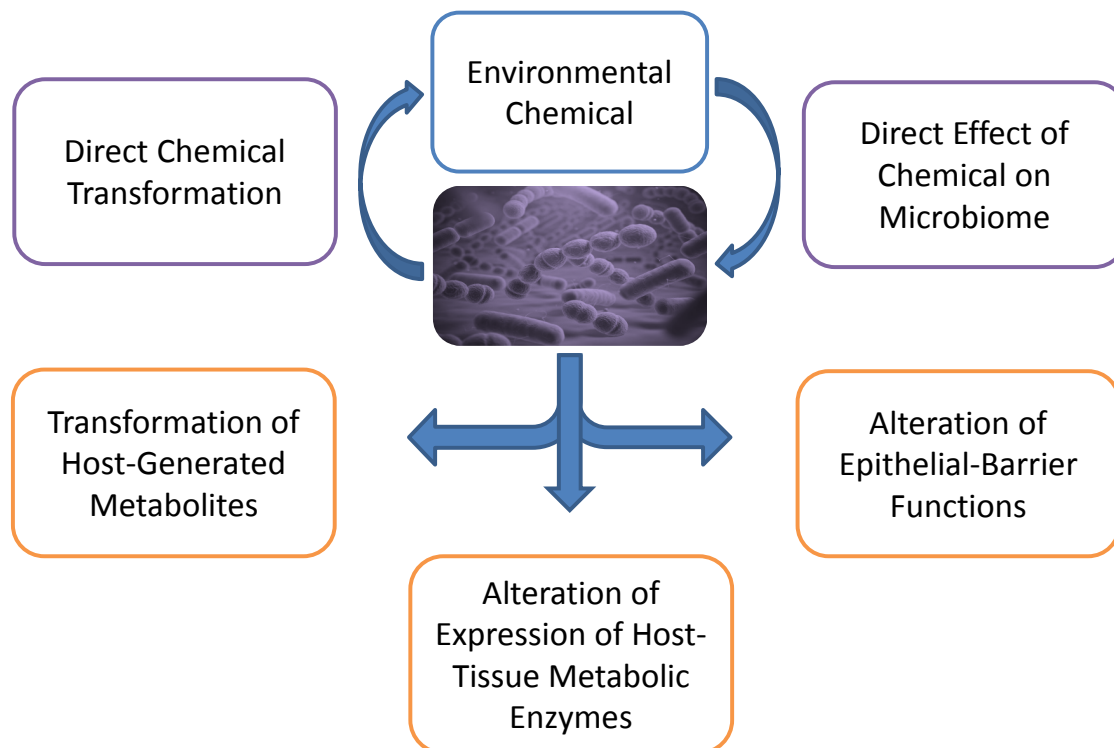 Environmental
Chemical
Direct Chemical
Transformation
Direct Effect of
Chemical on
Microbiome
Transformation of
Host-Generated
Metabolites
Alteration of
Epithelial-Barrier
Functions
Alteration of
Expression of Host-
Tissue Metabolic
Enzymes